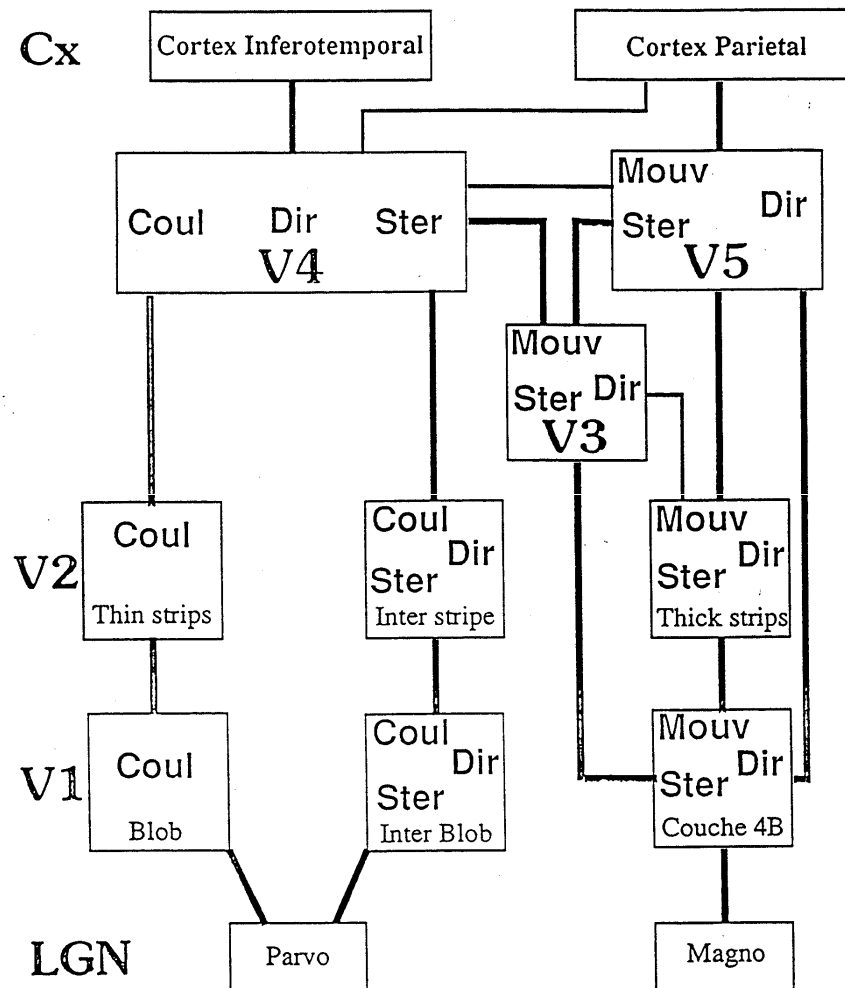 Cx
Cortex Inferotemporal
Cortex Parietal
Coul
Dir
Ster
V4
Mouv
Ster
Dir
V5
Mouv
Ster
Dir
V3
V2
Coul
Thin strips
Coul
Dir
Ster
Inter stripe
Mouv
Dir
Ster
Thick strips
V1
Coul
Blob
Coul
Dir
Ster
Inter Blob
Mouv
Dir
Ster
Couche 4B
LGN
Parvo
Magno